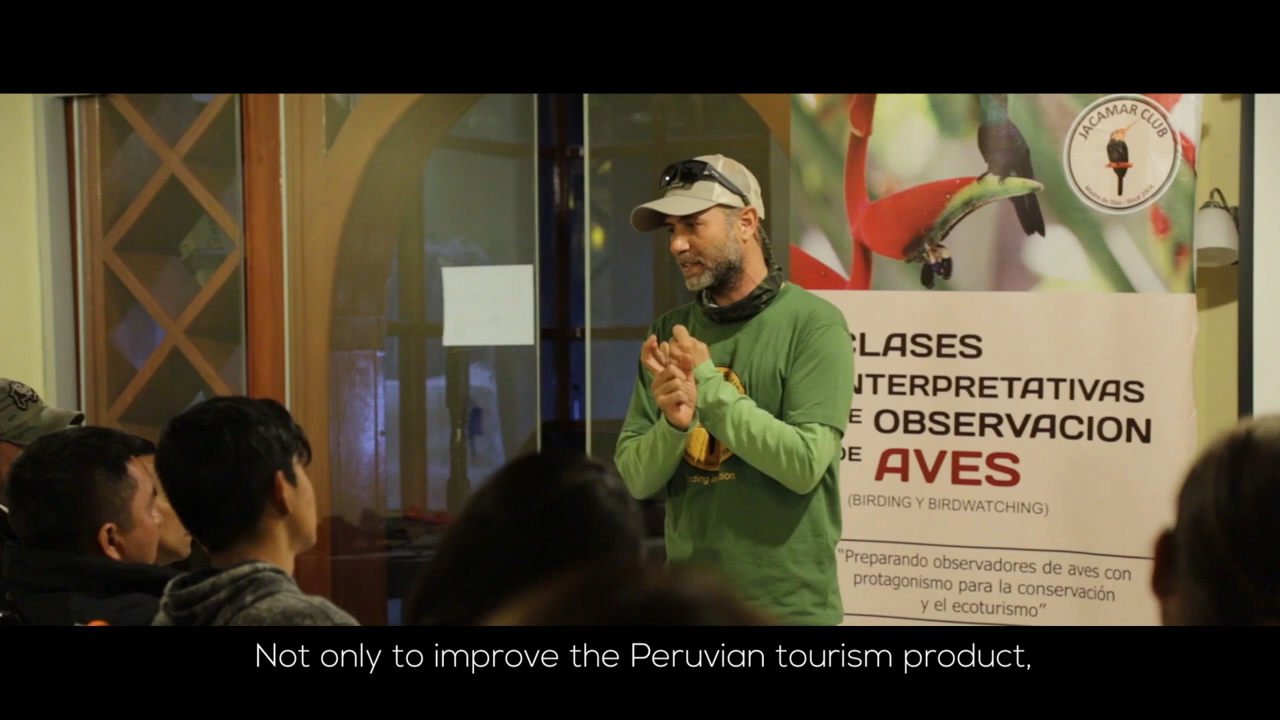 JACAMAR CLUB
CLASES
INTERPRETATIVAS
DE OBSERVACION
DE AVES
(BIRDING Y BIRDWATCHING)
"Preparando observadores de aves con
protagonismo para la conservación
y el ecoturismo"
Not only to improve the Peruvian tourism product,